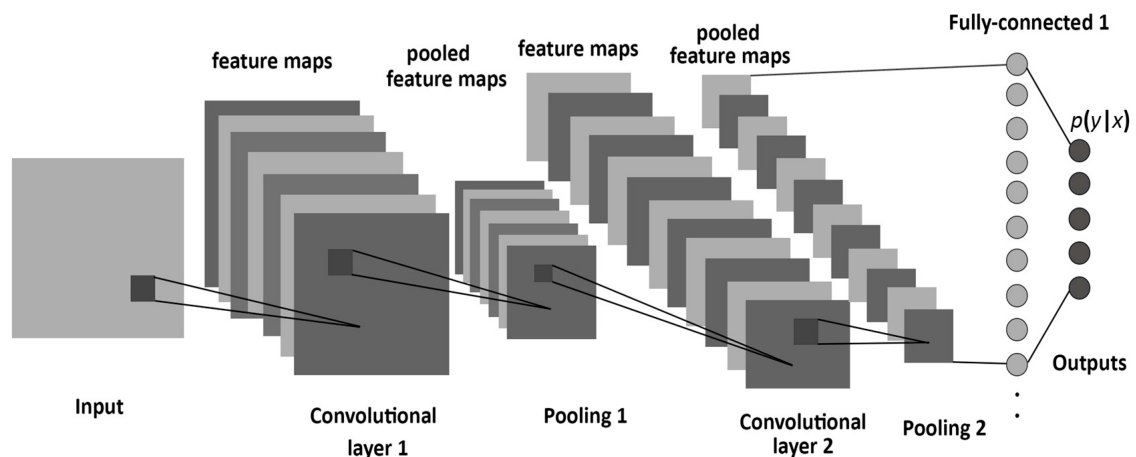 feature maps
pooled
feature maps
feature maps
pooled
feature maps
Fully-connected 1
p(y|x)
Input
Convolutional
layer 1
Pooling 1
Convolutional
layer 2
Pooling 2
Outputs